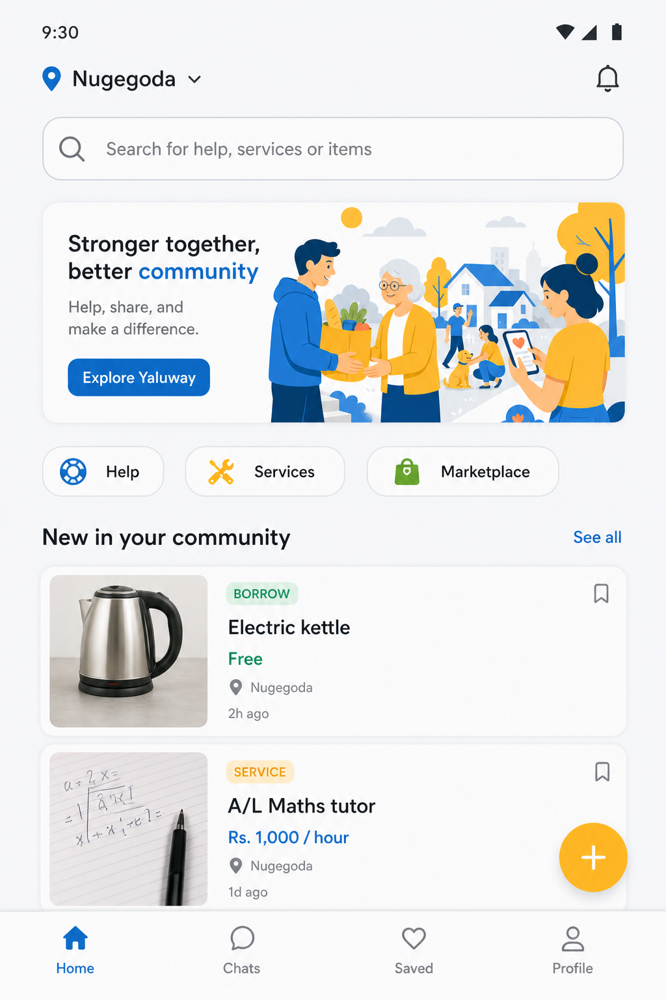 9:30
Nugegoda
Search for help, services or items
Stronger together,
better community
Help, share, and
make a difference.
Explore Yaluway
Help
Services
Marketplace
New in your community
See all
BORROW
Electric kettle
Free
Nugegoda
2h ago
SERVICE
A/L Maths tutor
Rs. 1,000 / hour
Nugegoda
1d ago
Home
Chats
Saved
Profile